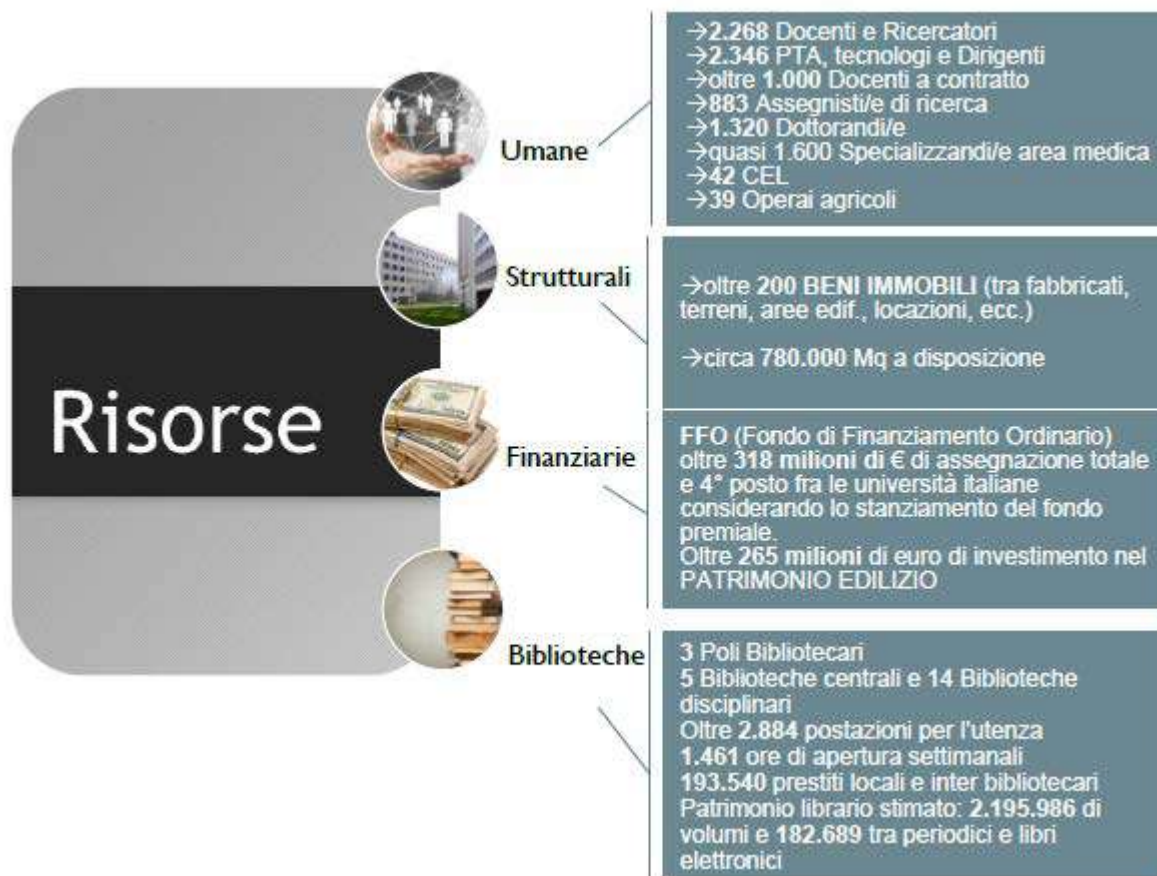 Risorse
Umane
→2.268 Docenti e Ricercatori
→2.346 PTA, tecnologi e Dirigenti
→oltre 1.000 Docenti a contratto
→883 Assegnisti/e di ricerca
→1.320 Dottorandi/e
→quasi 1.600 Specializzandi/e area medica
→42 CEL
→39 Operai agricoli
Strutturali
→oltre 200 BENI IMMOBILI (tra fabbricati,
terreni, aree edif., locazioni, ecc.)
→circa 780.000 Mq a disposizione
Finanziarie
FFO (Fondo di Finanziamento Ordinario)
oltre 318 milioni di € di assegnazione totale
e 4° posto fra le università italiane
considerando lo stanziamento del fondo
premiale.
Oltre 265 milioni di euro di investimento nel
PATRIMONIO EDILIZIO
Biblioteche
3 Poli Bibliotecari
5 Biblioteche centrali e 14 Biblioteche
disciplinari
Oltre 2.884 postazioni per l'utenza
1.461 ore di apertura settimanali
193.540 prestiti locali e inter bibliotecari
Patrimonio librario stimato: 2.195.986 di
volumi e 182.689 tra periodici e libri
elettronici